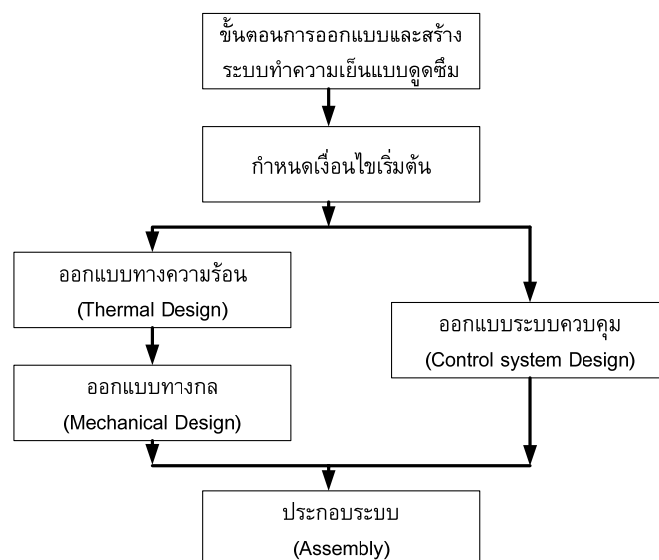 ขั้นตอนการออกแบบและสร้าง
ระบบทำความเย็นแบบดูดซึม
กำหนดเงื่อนไขเริ่มต้น
ออกแบบทางความร้อน
(Thermal Design)
ออกแบบระบบควบคุม
(Control system Design)
ออกแบบทางกล
(Mechanical Design)
ประกอบระบบ
(Assembly)